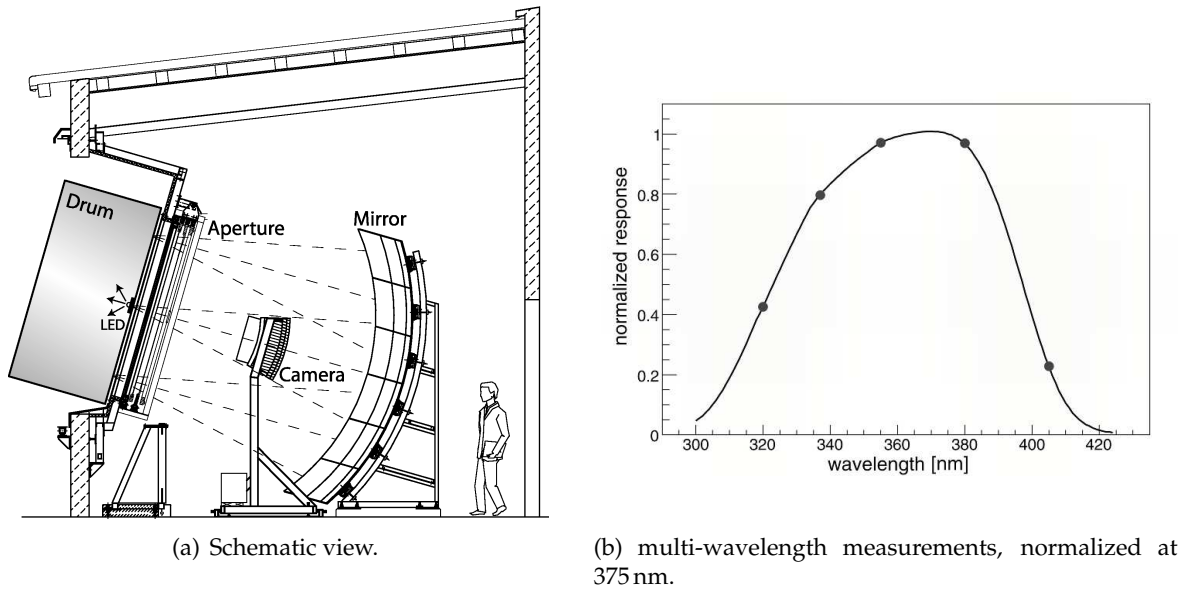 Drum
Aperture
Mirror
LED
Camera
(a) Schematic view.
normalized response
1
0.8
0.6
0.4
0.2
0
300 320 340 360 380 400 420
wavelength [nm]
(b) multi-wavelength measurements, normalized at
375 nm.